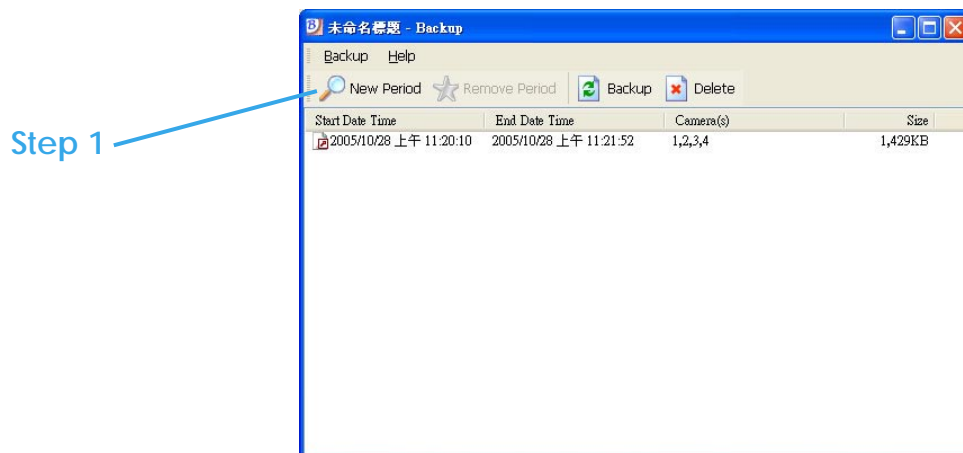 未命名標題 - Backup
Backup Help
New Period Remove Period Backup Delete
Start Date Time End Date Time Camera(s) Size
2005/10/28 上午 11:20:10 2005/10/28 上午 11:21:52 1,2,3,4 1,429KB
Step 1